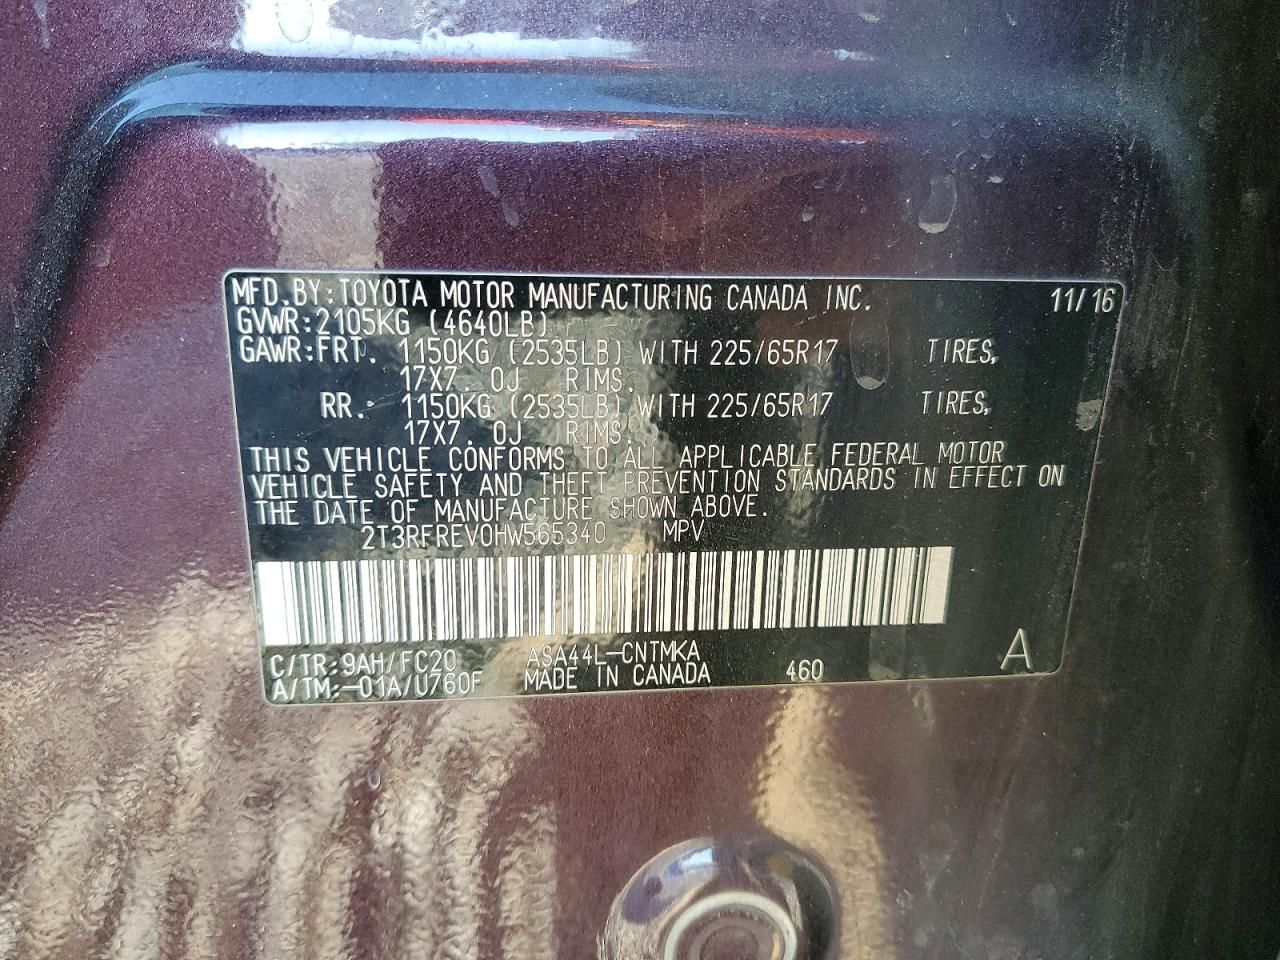 MFD.BY:TOYOTA MOTOR MANUFACTURING CANADA INC. 11/16
GVWR:2105KG (4640LB)
GAWR:FRT. 1150KG (2535LB) WITH 225/65R17 TIRES,
17X7.0J RIMS.
RR. 1150KG (2535LB) WITH 225/65R17 TIRES,
17X7.0J RIMS.
THIS VEHICLE CONFORMS TO ALL APPLICABLE FEDERAL MOTOR
VEHICLE SAFETY AND THEFT PREVENTION STANDARDS IN EFFECT ON
THE DATE OF MANUFACTURE SHOWN ABOVE.
2T3RFREV0HW565340 MPV
C/TR:9AH/FC20 ASA44L-CNTMKA
A/TM:-01A/U760F MADE IN CANADA 460 A